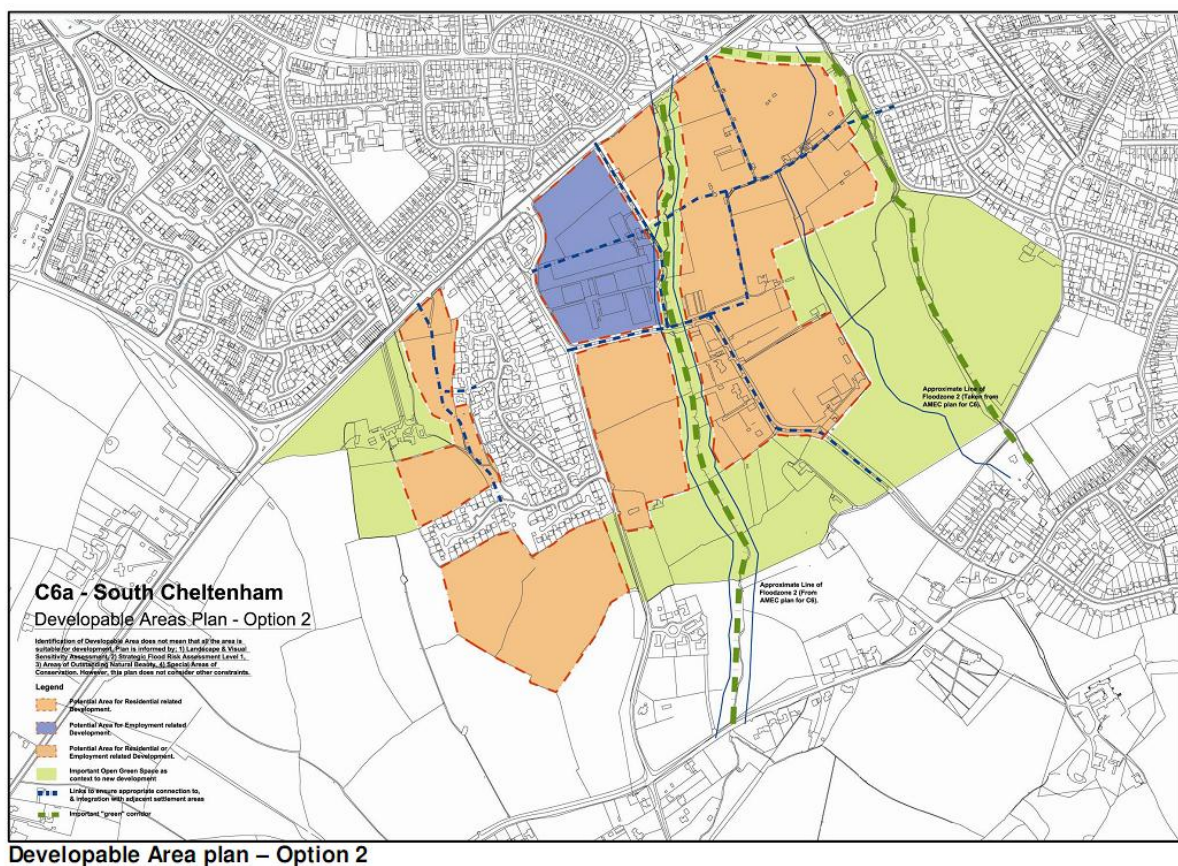 Approximate Line of
Floodzone 2 (Taken from
AMEC plan for C6).
Approximate Line of
Floodzone 2 (From
AMEC plan for C6).
C6a - South Cheltenham
Developable Areas Plan - Option 2
Identification of Developable Area does not mean that all the area is
suitable for development. Plan is informed by: 1) Landscape & Visual
Sensitivity Assessment, 2) Strategic Flood Risk Assessment Level 1,
3) Areas of Outstanding Natural Beauty, 4) Special Areas of
Conservation. However, this plan does not consider other constraints.
Legend
Potential Area for Residential related
Development.
Potential Area for Employment related
Development.
Potential Area for Residential or
Employment related Development.
Important Open Green Space as
context to new development
Links to ensure appropriate connection to,
& integration with adjacent settlement areas
Important "green" corridor
Developable Area plan – Option 2